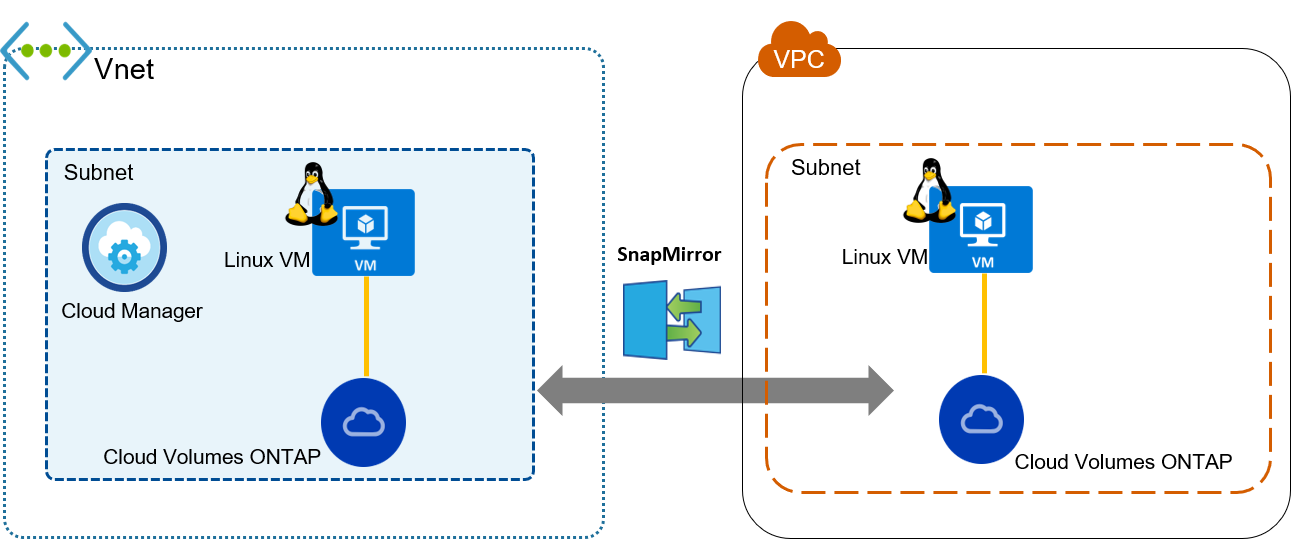 Vnet
Subnet
Linux VM
VM
Cloud Manager
Cloud Volumes ONTAP
SnapMirror
VPC
Subnet
Linux VM
VM
Cloud Volumes ONTAP